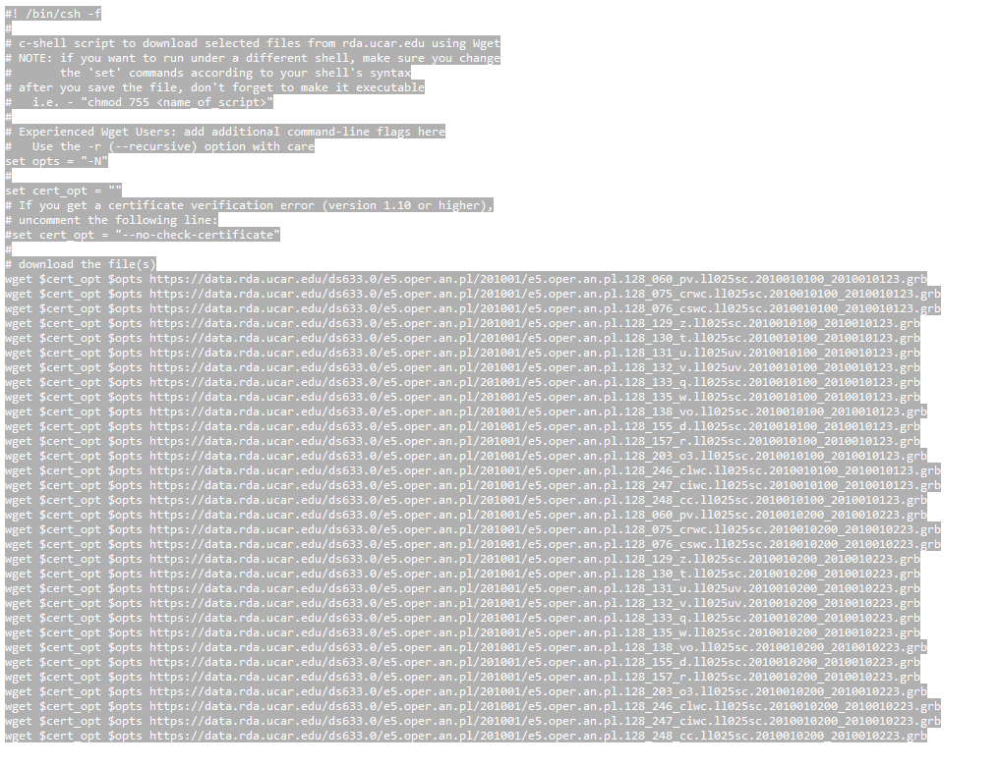 #! /bin/csh -f
#
# c-shell script to download selected files from rda.ucar.edu using Wget
# NOTE: if you want to run under a different shell, make sure you change
#       the 'set' commands according to your shell's syntax
# after you save the file, don't forget to make it executable
#   i.e. - "chmod 755 <name_of_script>"
#
# Experienced Wget Users: add additional command-line flags here
#   Use the -r (--recursive) option with care
set opts = "-N"
#
set cert_opt = ""
# If you get a certificate verification error (version 1.10 or higher),
# uncomment the following line:
#set cert_opt = "--no-check-certificate"
#
# download the file(s)
wget $cert_opt $opts https://data.rda.ucar.edu/ds633.0/e5.oper.an.pl/201001/e5.oper.an.pl.128_060_pv.ll025sc.2010010100_2010010123.grb
wget $cert_opt $opts https://data.rda.ucar.edu/ds633.0/e5.oper.an.pl/201001/e5.oper.an.pl.128_075_crwc.ll025sc.2010010100_2010010123.grb
wget $cert_opt $opts https://data.rda.ucar.edu/ds633.0/e5.oper.an.pl/201001/e5.oper.an.pl.128_076_cswc.ll025sc.2010010100_2010010123.grb
wget $cert_opt $opts https://data.rda.ucar.edu/ds633.0/e5.oper.an.pl/201001/e5.oper.an.pl.128_129_z.ll025sc.2010010100_2010010123.grb
wget $cert_opt $opts https://data.rda.ucar.edu/ds633.0/e5.oper.an.pl/201001/e5.oper.an.pl.128_130_t.ll025sc.2010010100_2010010123.grb
wget $cert_opt $opts https://data.rda.ucar.edu/ds633.0/e5.oper.an.pl/201001/e5.oper.an.pl.128_131_u.ll025uv.2010010100_2010010123.grb
wget $cert_opt $opts https://data.rda.ucar.edu/ds633.0/e5.oper.an.pl/201001/e5.oper.an.pl.128_132_v.ll025uv.2010010100_2010010123.grb
wget $cert_opt $opts https://data.rda.ucar.edu/ds633.0/e5.oper.an.pl/201001/e5.oper.an.pl.128_133_q.ll025sc.2010010100_2010010123.grb
wget $cert_opt $opts https://data.rda.ucar.edu/ds633.0/e5.oper.an.pl/201001/e5.oper.an.pl.128_135_w.ll025sc.2010010100_2010010123.grb
wget $cert_opt $opts https://data.rda.ucar.edu/ds633.0/e5.oper.an.pl/201001/e5.oper.an.pl.128_138_vo.ll025sc.2010010100_2010010123.grb
wget $cert_opt $opts https://data.rda.ucar.edu/ds633.0/e5.oper.an.pl/201001/e5.oper.an.pl.128_155_d.ll025sc.2010010100_2010010123.grb
wget $cert_opt $opts https://data.rda.ucar.edu/ds633.0/e5.oper.an.pl/201001/e5.oper.an.pl.128_157_r.ll025sc.2010010100_2010010123.grb
wget $cert_opt $opts https://data.rda.ucar.edu/ds633.0/e5.oper.an.pl/201001/e5.oper.an.pl.128_203_o3.ll025sc.2010010100_2010010123.grb
wget $cert_opt $opts https://data.rda.ucar.edu/ds633.0/e5.oper.an.pl/201001/e5.oper.an.pl.128_246_clwc.ll025sc.2010010100_2010010123.grb
wget $cert_opt $opts https://data.rda.ucar.edu/ds633.0/e5.oper.an.pl/201001/e5.oper.an.pl.128_247_ciwc.ll025sc.2010010100_2010010123.grb
wget $cert_opt $opts https://data.rda.ucar.edu/ds633.0/e5.oper.an.pl/201001/e5.oper.an.pl.128_248_cc.ll025sc.2010010100_2010010123.grb
wget $cert_opt $opts https://data.rda.ucar.edu/ds633.0/e5.oper.an.pl/201001/e5.oper.an.pl.128_060_pv.ll025sc.2010010200_2010010223.grb
wget $cert_opt $opts https://data.rda.ucar.edu/ds633.0/e5.oper.an.pl/201001/e5.oper.an.pl.128_075_crwc.ll025sc.2010010200_2010010223.grb
wget $cert_opt $opts https://data.rda.ucar.edu/ds633.0/e5.oper.an.pl/201001/e5.oper.an.pl.128_076_cswc.ll025sc.2010010200_2010010223.grb
wget $cert_opt $opts https://data.rda.ucar.edu/ds633.0/e5.oper.an.pl/201001/e5.oper.an.pl.128_129_z.ll025sc.2010010200_2010010223.grb
wget $cert_opt $opts https://data.rda.ucar.edu/ds633.0/e5.oper.an.pl/201001/e5.oper.an.pl.128_130_t.ll025sc.2010010200_2010010223.grb
wget $cert_opt $opts https://data.rda.ucar.edu/ds633.0/e5.oper.an.pl/201001/e5.oper.an.pl.128_131_u.ll025uv.2010010200_2010010223.grb
wget $cert_opt $opts https://data.rda.ucar.edu/ds633.0/e5.oper.an.pl/201001/e5.oper.an.pl.128_132_v.ll025uv.2010010200_2010010223.grb
wget $cert_opt $opts https://data.rda.ucar.edu/ds633.0/e5.oper.an.pl/201001/e5.oper.an.pl.128_133_q.ll025sc.2010010200_2010010223.grb
wget $cert_opt $opts https://data.rda.ucar.edu/ds633.0/e5.oper.an.pl/201001/e5.oper.an.pl.128_135_w.ll025sc.2010010200_2010010223.grb
wget $cert_opt $opts https://data.rda.ucar.edu/ds633.0/e5.oper.an.pl/201001/e5.oper.an.pl.128_138_vo.ll025sc.2010010200_2010010223.grb
wget $cert_opt $opts https://data.rda.ucar.edu/ds633.0/e5.oper.an.pl/201001/e5.oper.an.pl.128_155_d.ll025sc.2010010200_2010010223.grb
wget $cert_opt $opts https://data.rda.ucar.edu/ds633.0/e5.oper.an.pl/201001/e5.oper.an.pl.128_157_r.ll025sc.2010010200_2010010223.grb
wget $cert_opt $opts https://data.rda.ucar.edu/ds633.0/e5.oper.an.pl/201001/e5.oper.an.pl.128_203_o3.ll025sc.2010010200_2010010223.grb
wget $cert_opt $opts https://data.rda.ucar.edu/ds633.0/e5.oper.an.pl/201001/e5.oper.an.pl.128_246_clwc.ll025sc.2010010200_2010010223.grb
wget $cert_opt $opts https://data.rda.ucar.edu/ds633.0/e5.oper.an.pl/201001/e5.oper.an.pl.128_247_ciwc.ll025sc.2010010200_2010010223.grb
wget $cert_opt $opts https://data.rda.ucar.edu/ds633.0/e5.oper.an.pl/201001/e5.oper.an.pl.128_248_cc.ll025sc.2010010200_2010010223.grb